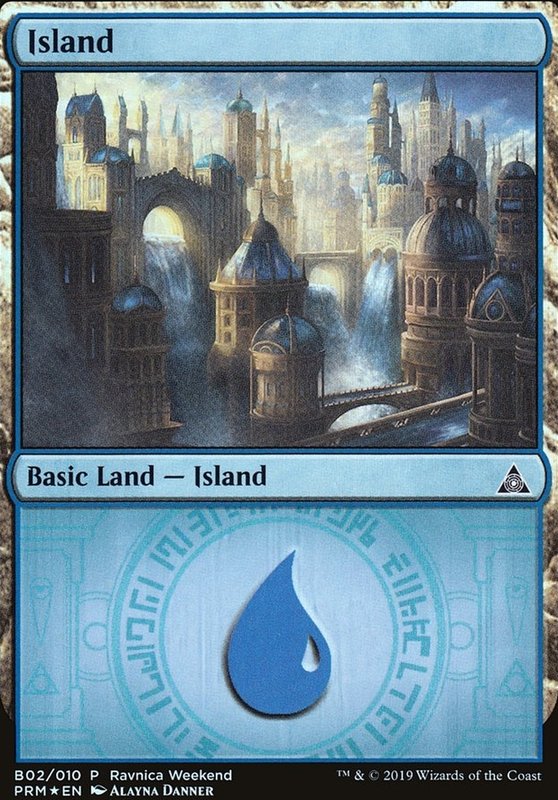 Island
Basic Land — Island
B02/010 P Ravnica Weekend
PRM★EN Alayna Danner
™ & © 2019 Wizards of the Coast